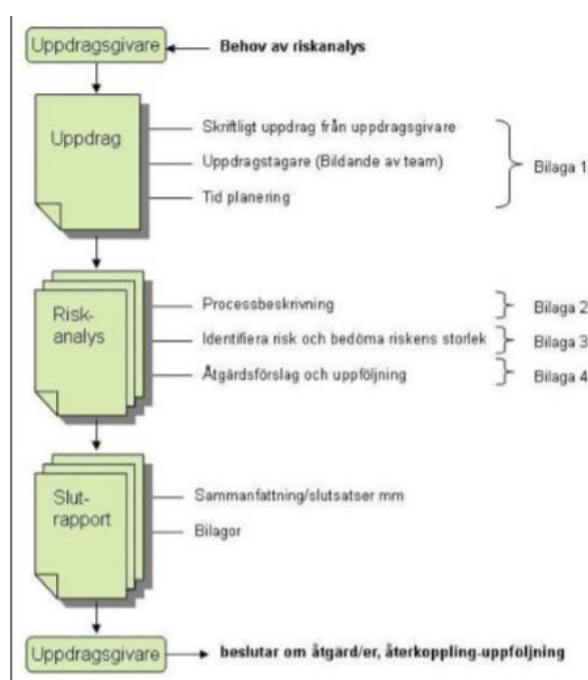 Uppdragsgivare
Behov av riskanalys
Uppdrag
Skriftligt uppdrag från uppdragsgivare
Uppdragstagare (Bildande av team)
Tid planering
Bilaga 1
Risk-
analys
Processbeskrivning
Bilaga 2
Identifiera risk och bedöma riskens storlek
Bilaga 3
Åtgärdsförslag och uppföljning
Bilaga 4
Slut-
rapport
Sammanfattning/slutsatser mm
Bilagor
Uppdragsgivare
beslutar om åtgärd/er, återkoppling-uppföljning